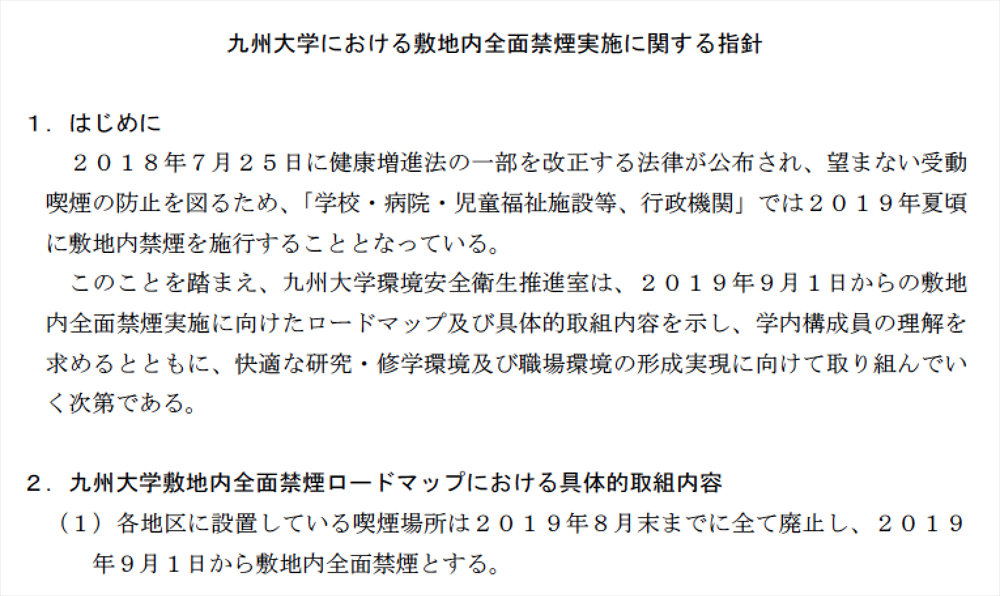 九州大学における敷地内全面禁煙実施に関する指針
１．はじめに
２０１８年７月２５日に健康増進法の一部を改正する法律が公布され、望まない受動
喫煙の防止を図るため、「学校・病院・児童福祉施設等、行政機関」では２０１９年夏頃
に敷地内禁煙を施行することとなっている。
このことを踏まえ、九州大学環境安全衛生推進室は、２０１９年９月１日からの敷地
内全面禁煙実施に向けたロードマップ及び具体的取組内容を示し、学内構成員の理解を
求めるとともに、快適な研究・修学環境及び職場環境の形成実現に向けて取り組んでい
く次第である。
２．九州大学敷地内全面禁煙ロードマップにおける具体的取組内容
（１）各地区に設置している喫煙場所は２０１９年８月末までに全て廃止し、２０１９
年９月１日から敷地内全面禁煙とする。